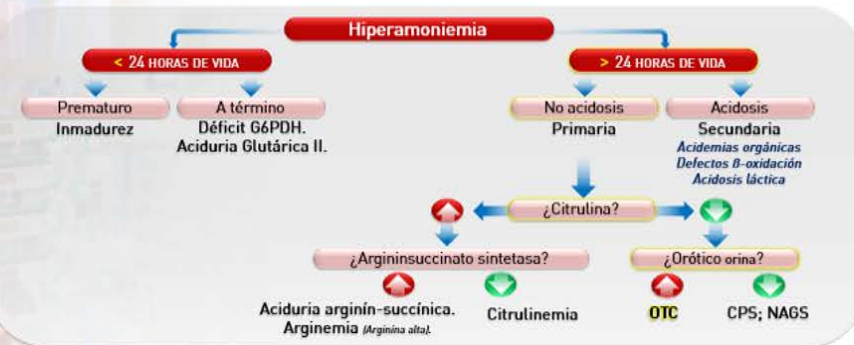 Hiperamoniemia
< 24 HORAS DE VIDA
> 24 HORAS DE VIDA
Prematuro
Inmadurez
A término
Déficit G6PDH.
Aciduria Glutárica II.
No acidosis
Primaria
Acidosis
Secundaria
Acidemias orgánicas
Defectos ß-oxidación
Acidosis láctica
¿Citrulina?
¿Argininsuccinato sintetasa?
¿Orótico orina?
Aciduria arginín-succínica.
Arginemia (Arginina alta).
Citrulinemia
OTC
CPS; NAGS